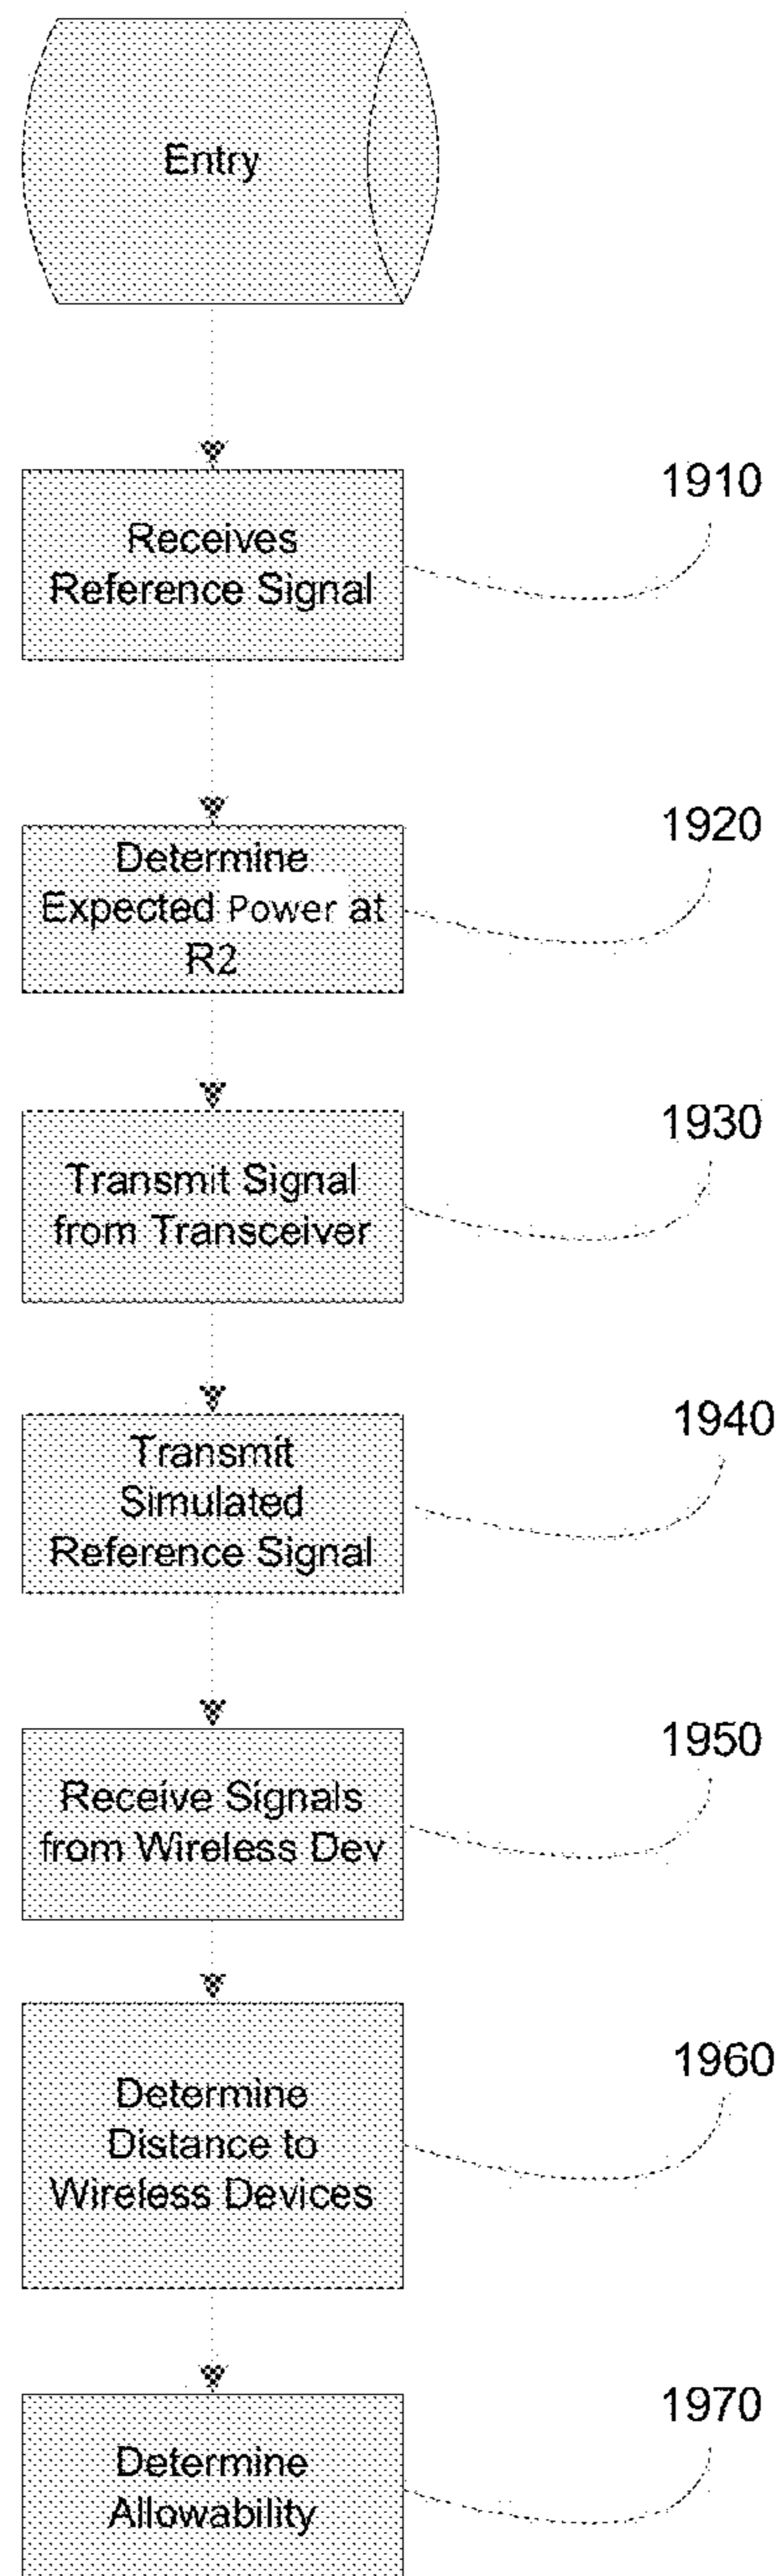 Entry
1910
Receives
Reference Signal
1920
Determine
Expected Power at
R2
1930
Transmit Signal
from Transceiver
1940
Transmit
Simulated
Reference Signal
1950
Receive Signals
from Wireless Dev
1960
Determine
Distance to
Wireless Devices
1970
Determine
Allowability